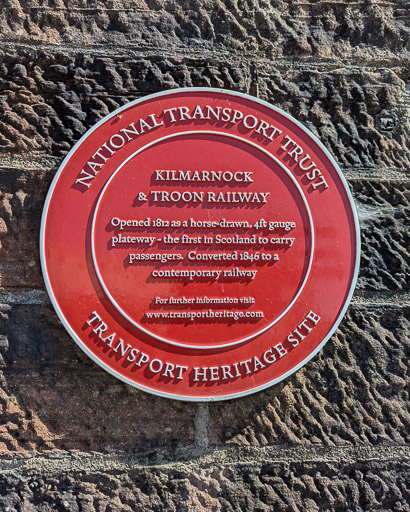 NATIONAL TRANSPORT TRUST
KILMARNOCK
& TROON RAILWAY
Opened 1812 as a horse-drawn, 4ft gauge
plateway - the first in Scotland to carry
passengers. Converted 1846 to a
contemporary railway
For further information visit
www.transportheritage.com
TRANSPORT HERITAGE SITE